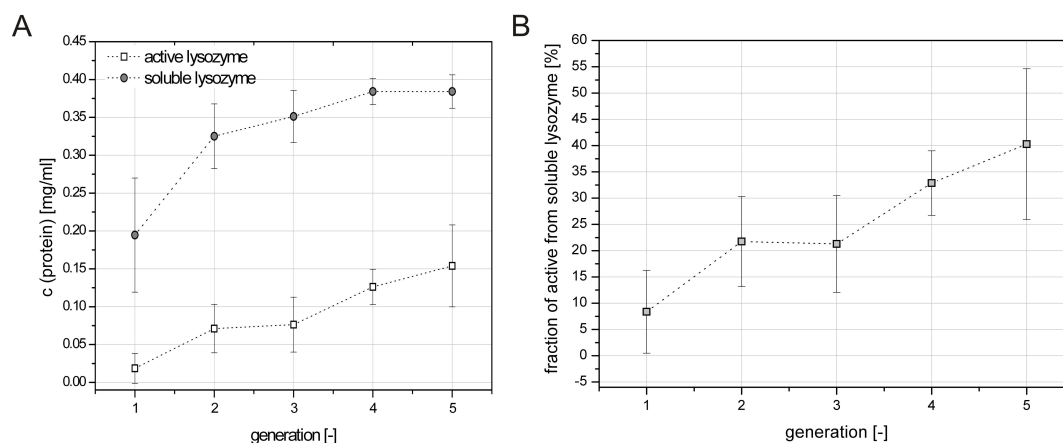 A
active lysozyme
soluble lysozyme
c (protein) [mg/ml]
0.45
0.40
0.35
0.30
0.25
0.20
0.15
0.10
0.05
0.00
1 2 3 4 5
generation [-]
B
fraction of active from soluble lysozyme [%]
60
55
50
45
40
35
30
25
20
15
10
5
0
-5
1 2 3 4 5
generation [-]